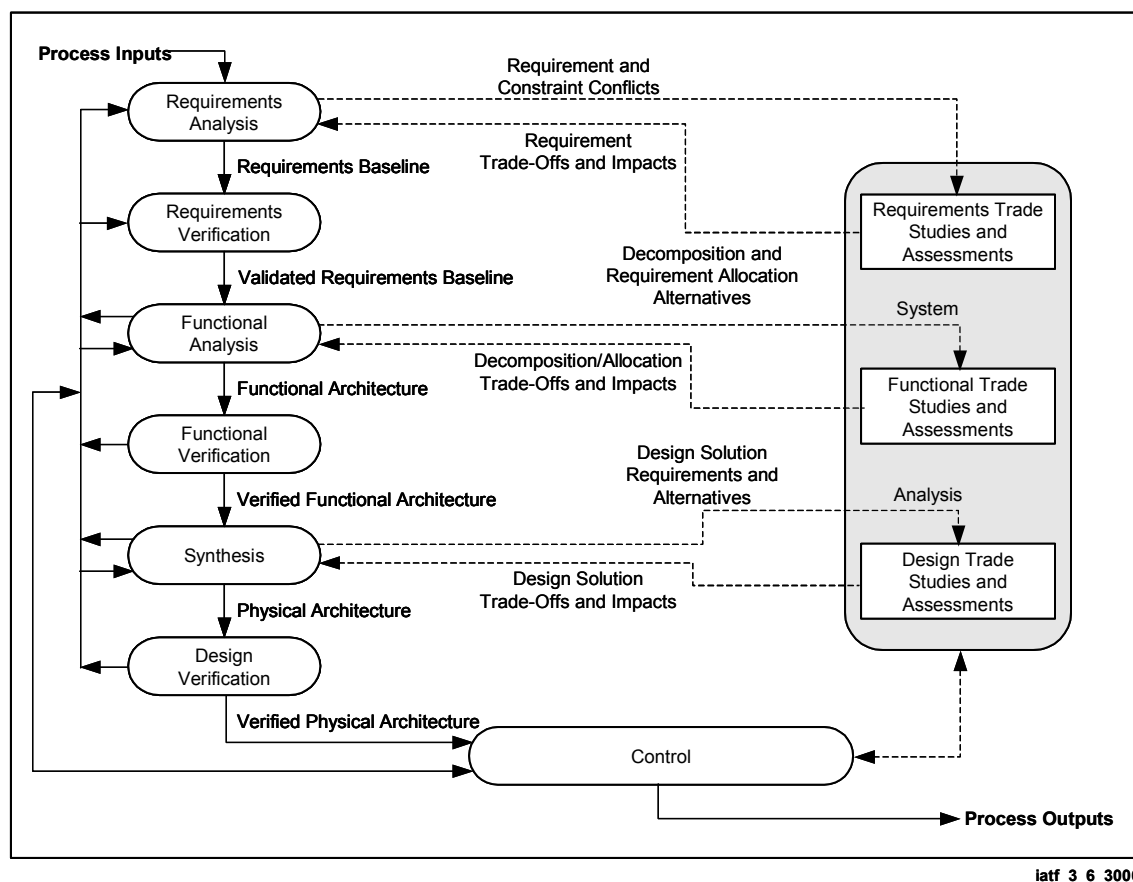 Process Inputs
Requirement and
Constraint Conflicts
Requirements
Analysis
Requirement
Trade-Offs and Impacts
Requirements Baseline
Requirements
Verification
Requirements Trade
Studies and
Assessments
Decomposition and
Requirement Allocation
Alternatives
Validated Requirements Baseline
System
Functional
Analysis
Decomposition/Allocation
Trade-Offs and Impacts
Functional Architecture
Functional Trade
Studies and
Assessments
Functional
Verification
Design Solution
Requirements and
Alternatives
Verified Functional Architecture
Analysis
Synthesis
Design Solution
Trade-Offs and Impacts
Design Trade
Studies and
Assessments
Physical Architecture
Design
Verification
Verified Physical Architecture
Control
Process Outputs
iatf_3_6_3006